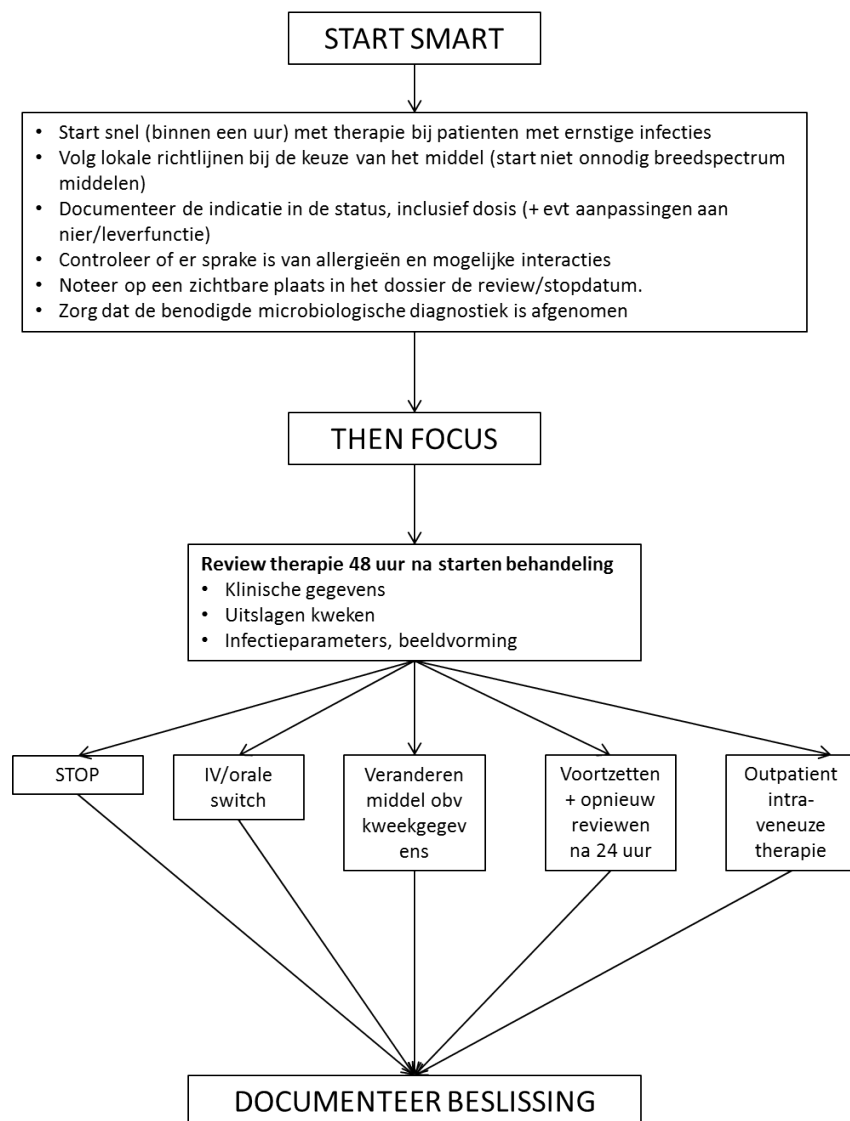 START SMART
• Start snel (binnen een uur) met therapie bij patienten met ernstige infecties
• Volg lokale richtlijnen bij de keuze van het middel (start niet onnodig breedspectrum
middelen)
• Documenteer de indicatie in de status, inclusief dosis (+ evt aanpassingen aan
nier/leverfunctie)
• Controleer of er sprake is van allergieën en mogelijke interacties
• Noteer op een zichtbare plaats in het dossier de review/stopdatum.
• Zorg dat de benodigde microbiologische diagnostiek is afgenomen
THEN FOCUS
Review therapie 48 uur na starten behandeling
• Klinische gegevens
• Uitslagen kweken
• Infectieparameters, beeldvorming
STOP
IV/orale
switch
Veranderen
middel obv
kweekgegev
ens
Voortzetten
+ opnieuw
reviewen
na 24 uur
Outpatient
intra-
veneuze
therapie
DOCUMENTEER BESLISSING